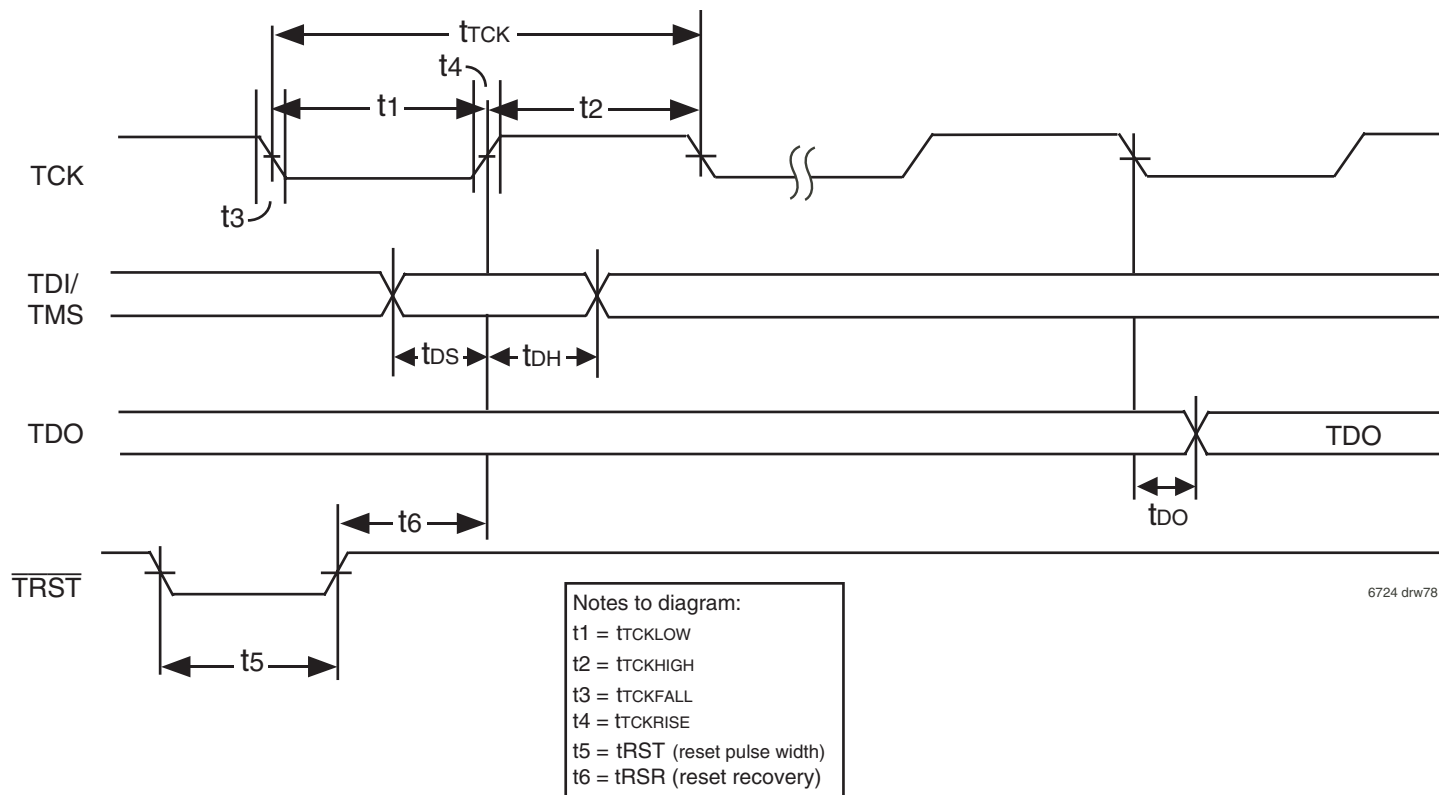 tTCK
t4
t1
t2
TCK
t3
TDI/
TMS
tDS
tDH
TDO
TDO
tDO
t6
TRST
6724 drw78
t5
Notes to diagram:
t1 = tTCKLOW
t2 = tTCKHIGH
t3 = tTCKFALL
t4 = tTCKRISE
t5 = tRST (reset pulse width)
t6 = tRSR (reset recovery)